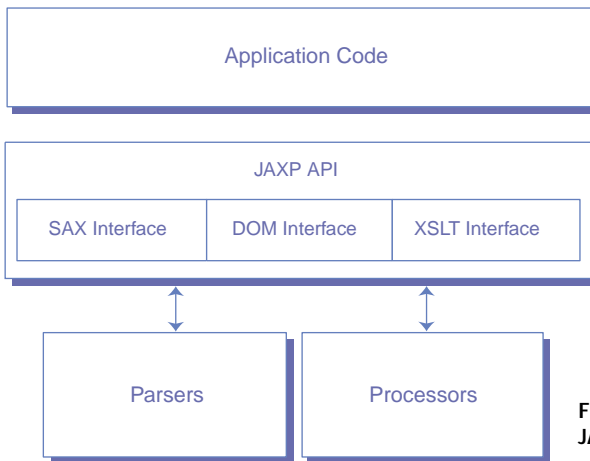 Application Code
JAXP API
SAX Interface DOM Interface XSLT Interface
Parsers Processors